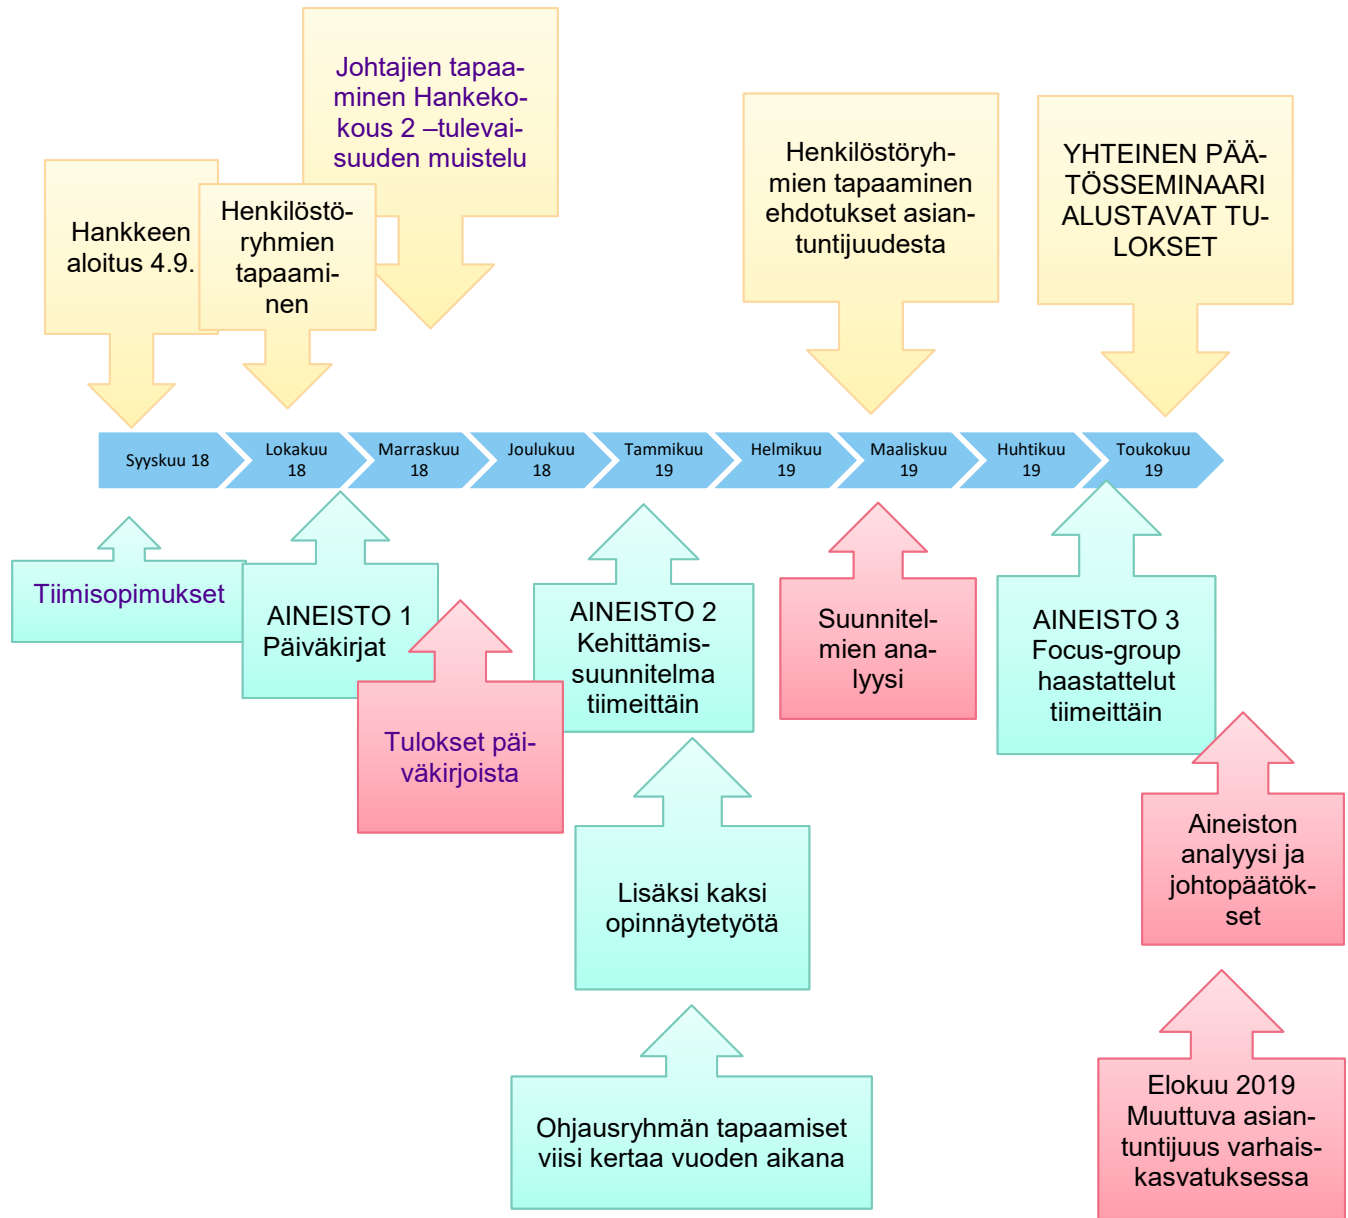 Johtajien tapaa-
minen Hankeko-
kous 2 –tulevai-
suuden muistelu
Hankkeen
aloitus 4.9.
Henkilöstö-
ryhmien
tapaami-
nen
Henkilöstöryh-
mien tapaaminen
ehdotukset asian-
tuntijuudesta
YHTEINEN PÄÄ-
TÖSSEMINAARI
ALUSTAVAT TU-
LOKSET
Syyskuu 18
Lokakuu
18
Marraskuu
18
Joulukuu
18
Tammikuu
19
Helmikuu
19
Maaliskuu
19
Huhtikuu
19
Toukokuu
19
Tiimisopimukset
AINEISTO 1
Päiväkirjat
Tulokset päi-
väkirjoista
AINEISTO 2
Kehittämis-
suunnitelma
tiimeittäin
Suunnitel-
mien ana-
lyysi
AINEISTO 3
Focus-group
haastattelut
tiimeittäin
Lisäksi kaksi
opinnäytetyötä
Aineiston
analyysi ja
johtopäätök-
set
Ohjausryhmän tapaamiset
viisi kertaa vuoden aikana
Elokuu 2019
Muuttuva asian-
tuntijuus varhais-
kasvatuksessa